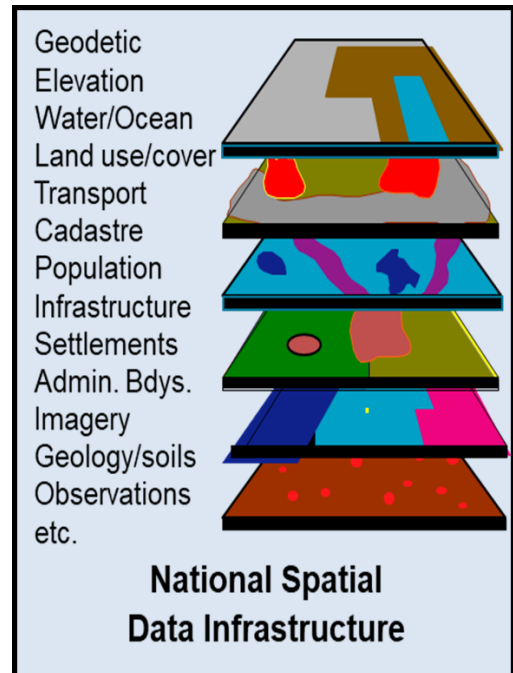 Geodetic
Elevation
Water/Ocean
Land use/cover
Transport
Cadastre
Population
Infrastructure
Settlements
Admin. Bdys.
Imagery
Geology/soils
Observations
etc.
National Spatial
Data Infrastructure